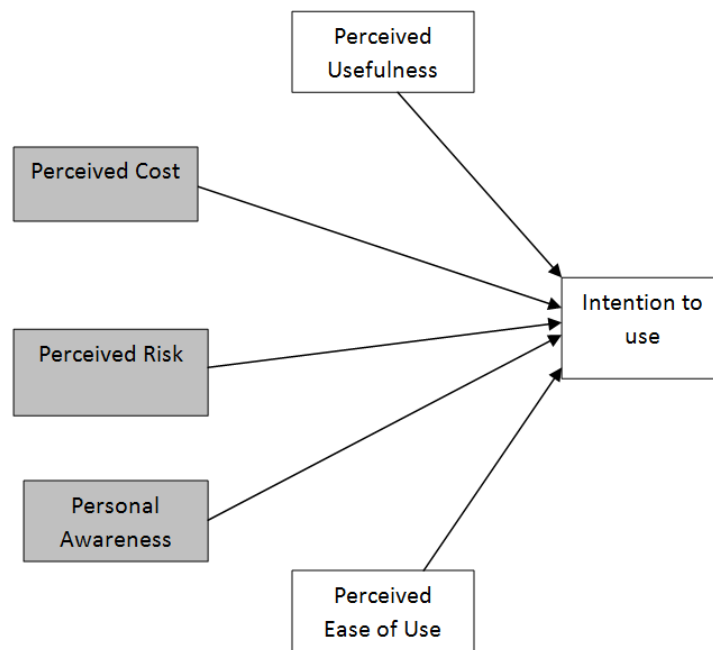 Perceived
Usefulness
Perceived Cost
Intention to
use
Perceived Risk
Personal
Awareness
Perceived
Ease of Use